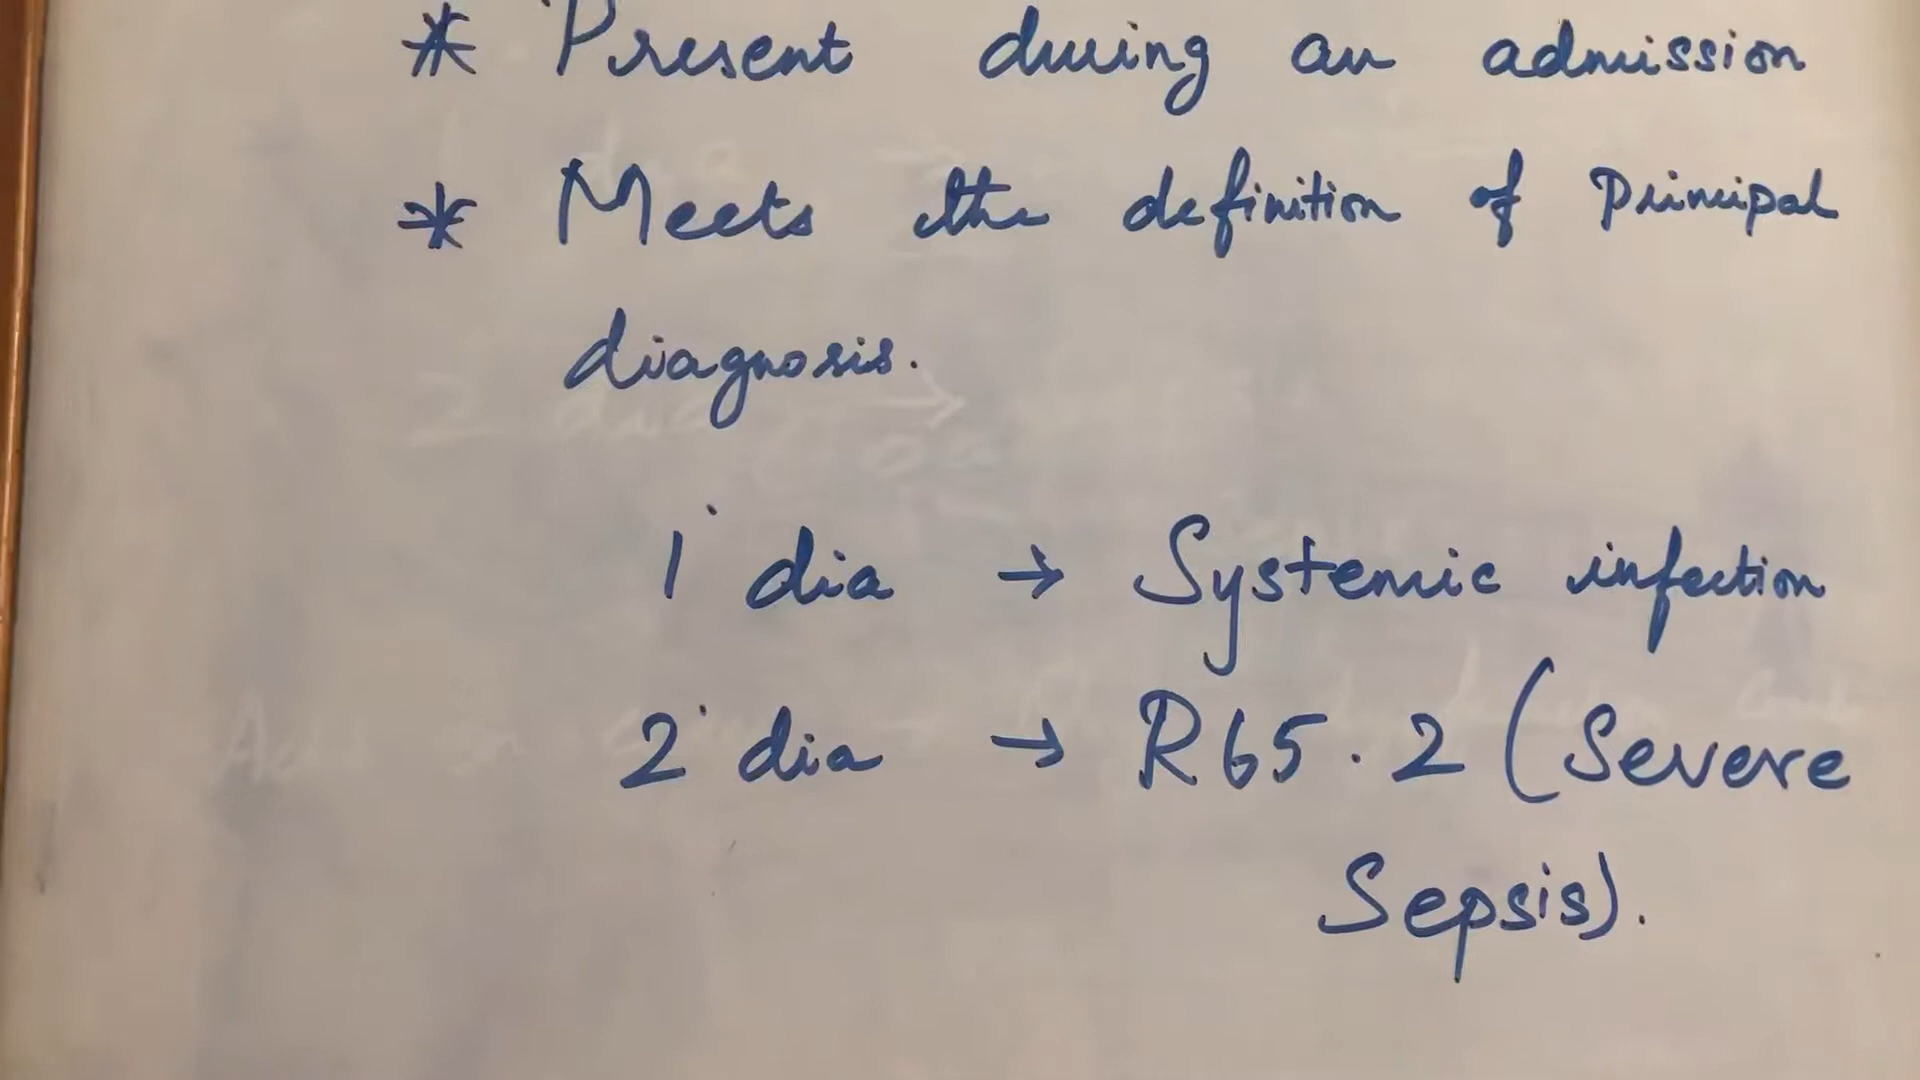 * Present during an admission
* Meets the definition of Principal
diagnosis.
1° dia → Systemic infection
2° dia → R65.2 (Severe
Sepsis).